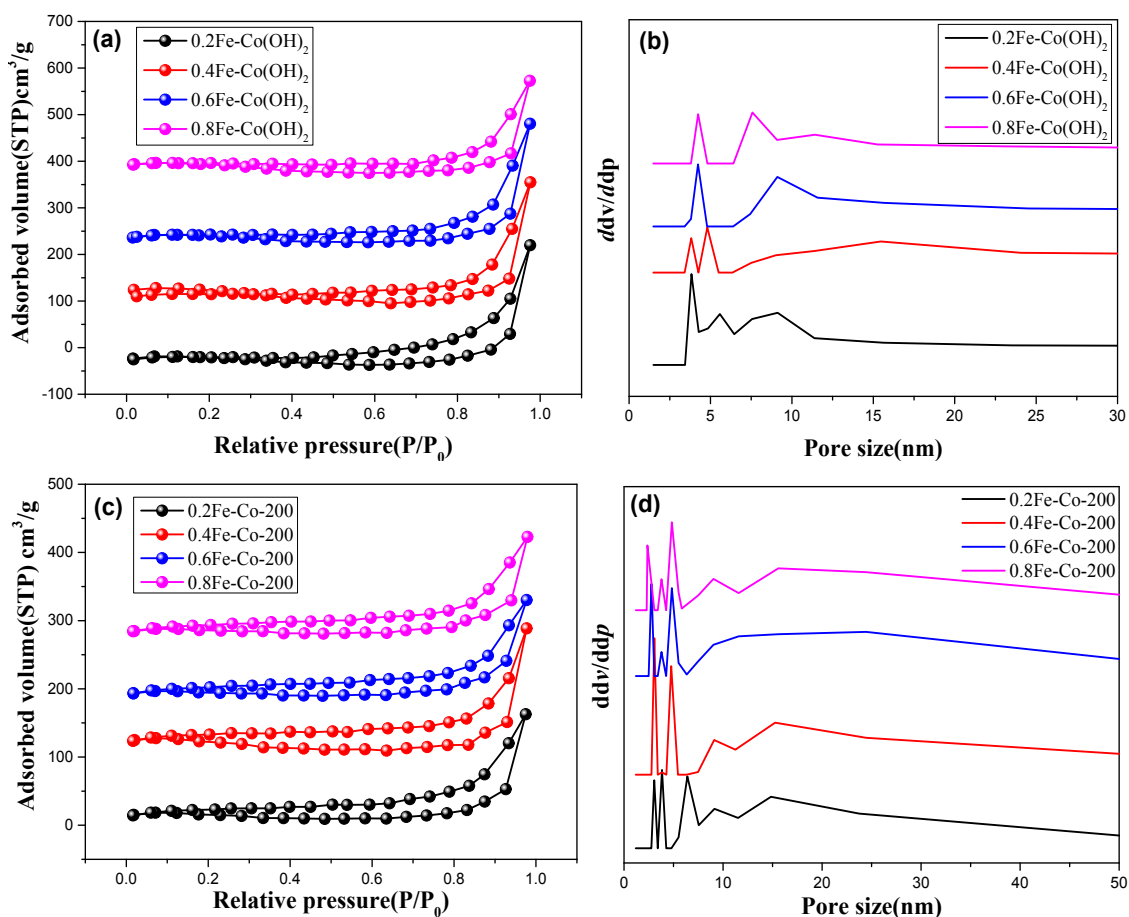 (a)
0.2Fe-Co(OH)₂
0.4Fe-Co(OH)₂
0.6Fe-Co(OH)₂
0.8Fe-Co(OH)₂
700
600
500
400
300
200
100
0
-100
Adsorbed volume(STP)cm³/g
0.0 0.2 0.4 0.6 0.8 1.0
Relative pressure(P/P₀)
(b)
0.2Fe-Co(OH)₂
0.4Fe-Co(OH)₂
0.6Fe-Co(OH)₂
0.8Fe-Co(OH)₂
ddv/ddp
0 5 10 15 20 25 30
Pore size(nm)
(c)
0.2Fe-Co-200
0.4Fe-Co-200
0.6Fe-Co-200
0.8Fe-Co-200
500
400
300
200
100
0
Adsorbed volume(STP) cm³/g
0.0 0.2 0.4 0.6 0.8 1.0
Relative pressure(P/P₀)
(d)
0.2Fe-Co-200
0.4Fe-Co-200
0.6Fe-Co-200
0.8Fe-Co-200
ddv/ddp
0 10 20 30 40 50
Pore size(nm)